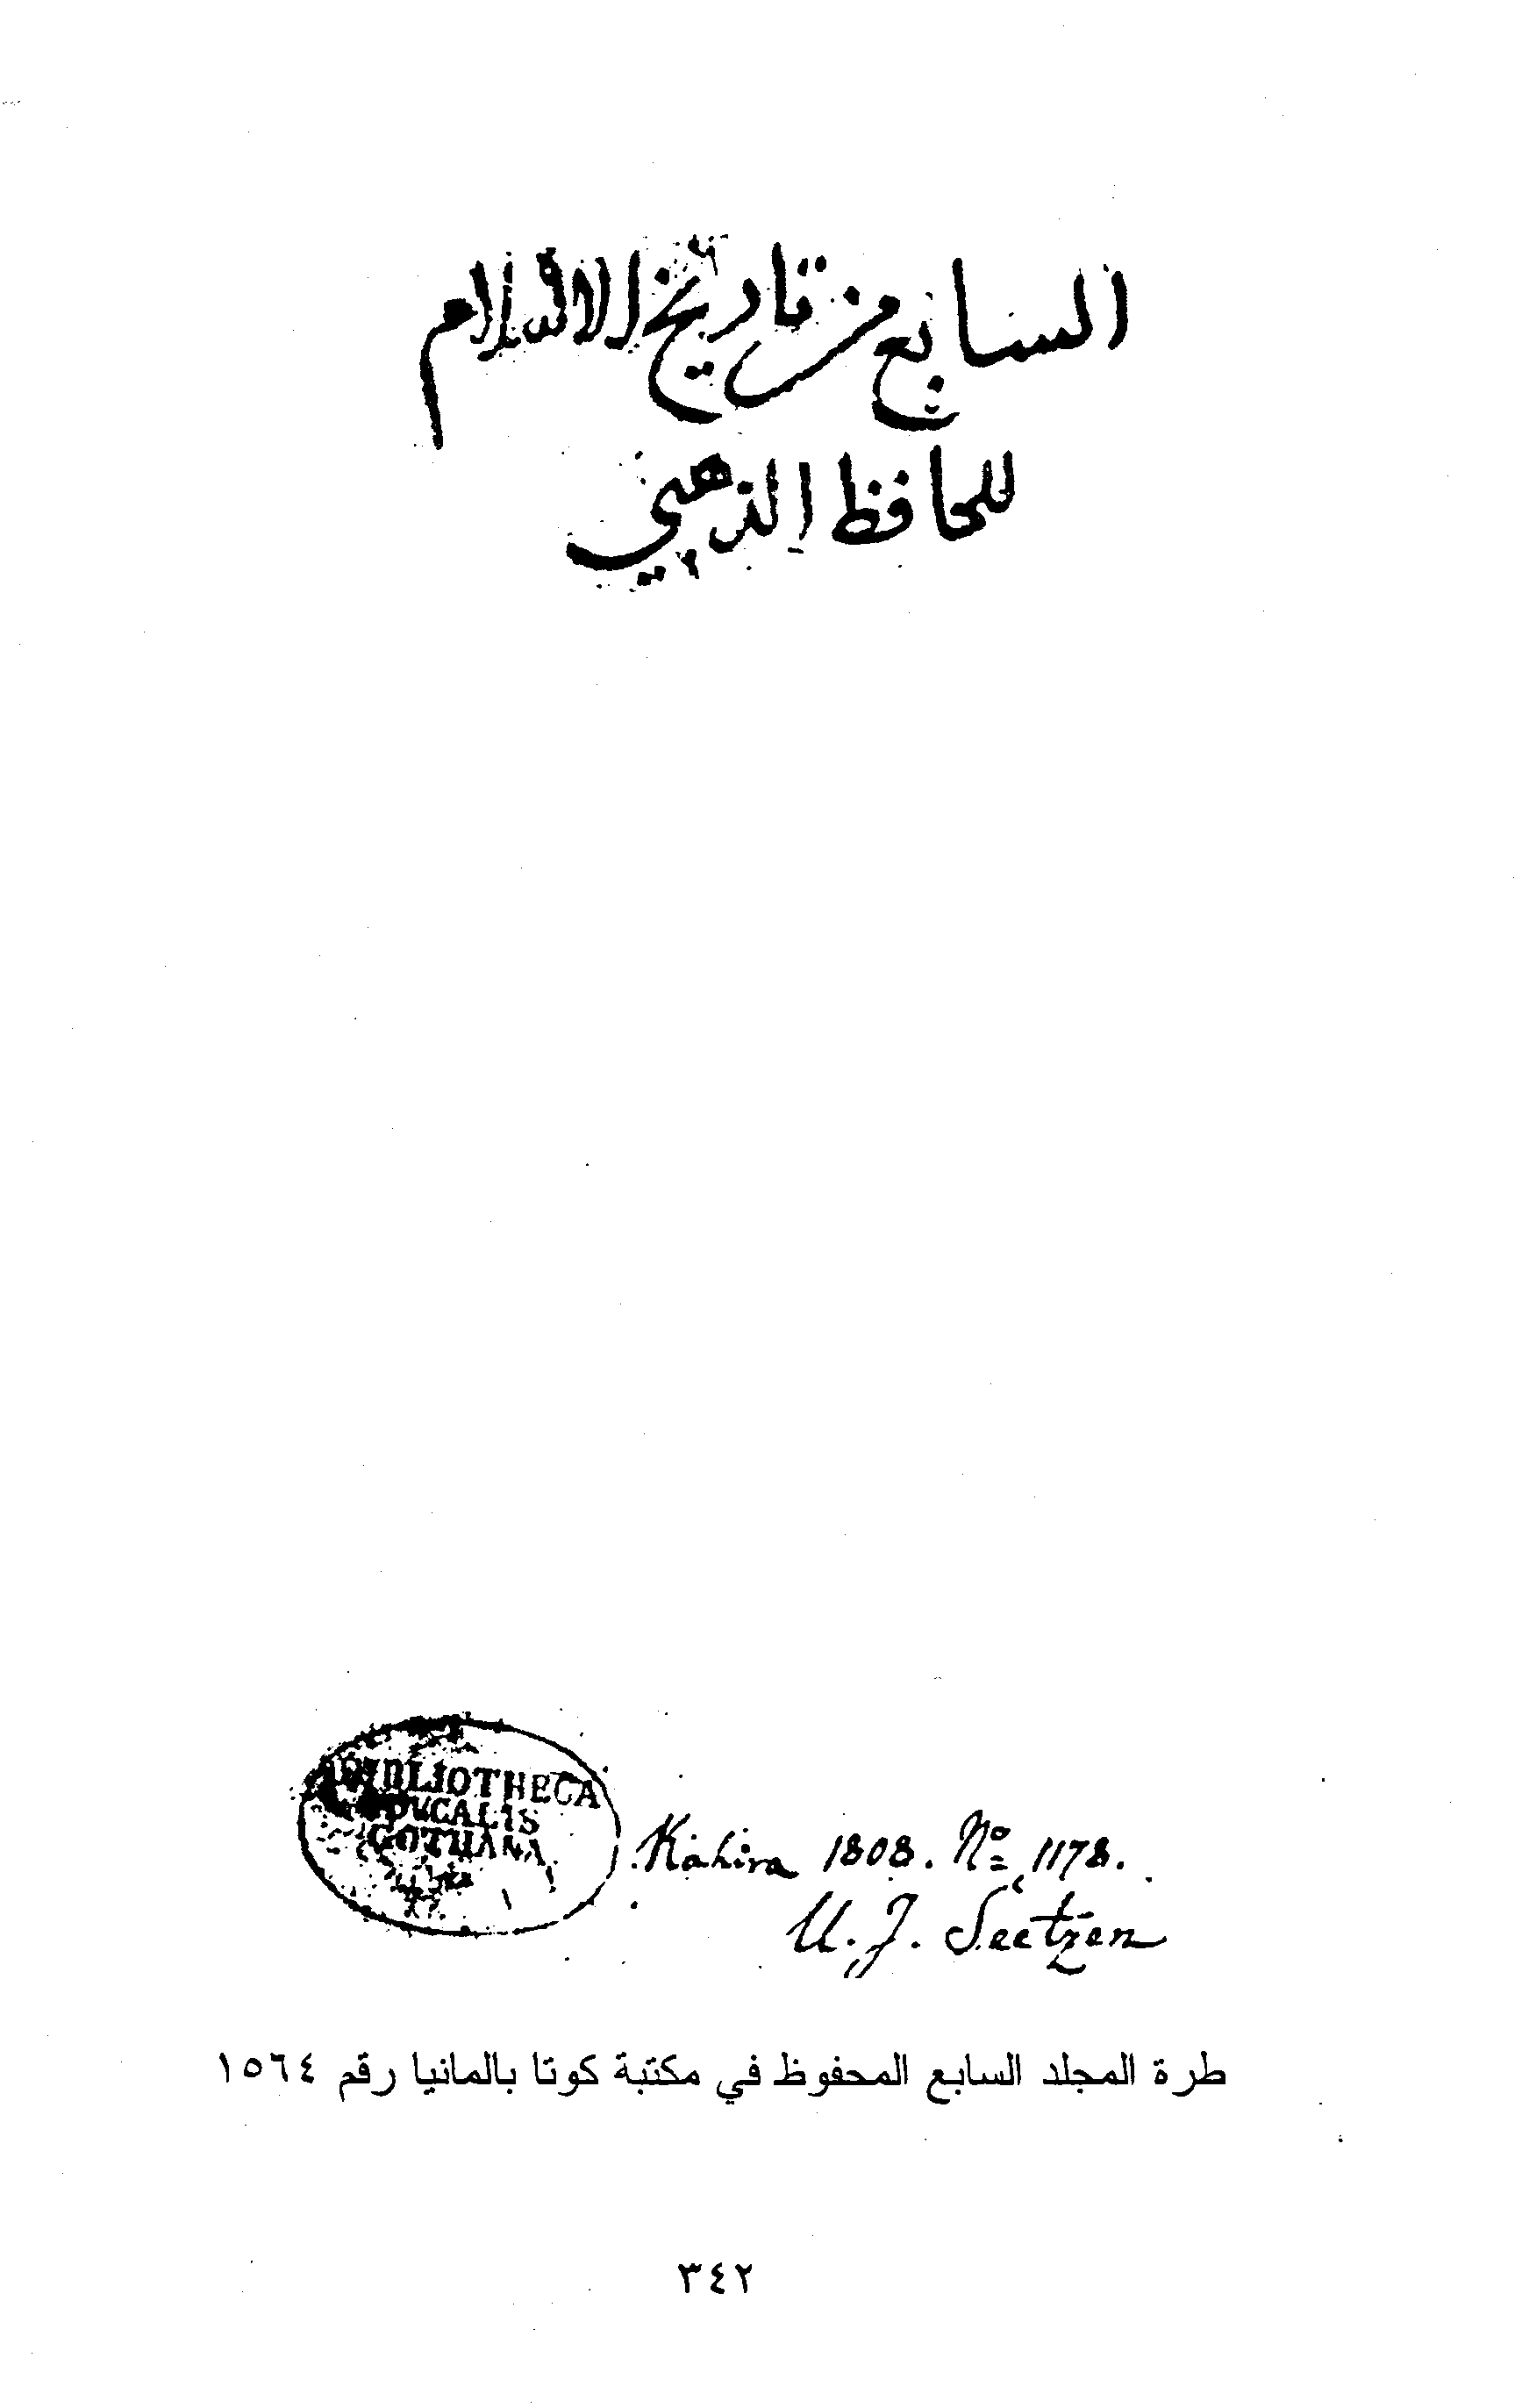 السابع من تاريخ الاسلام
للحافظ الذهبي
BIBLIOTHECA
DVCALIS
GOTHANA
Kahira 1808. Nº 1178.
U. J. Seetzen
طرة المجلد السابع المحفوظ في مكتبة كوتا بالمانيا رقم ١٥٦٤
٣٤٢